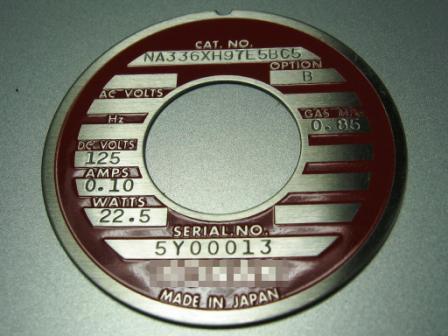 CAT. NO.
NA336XH97E5BC5
OPTION
B
AC VOLTS
Hz
GAS
0.85
DC VOLTS
125
AMPS
0.10
WATTS
22.5
SERIAL.NO.
5Y00013
MADE IN JAPAN